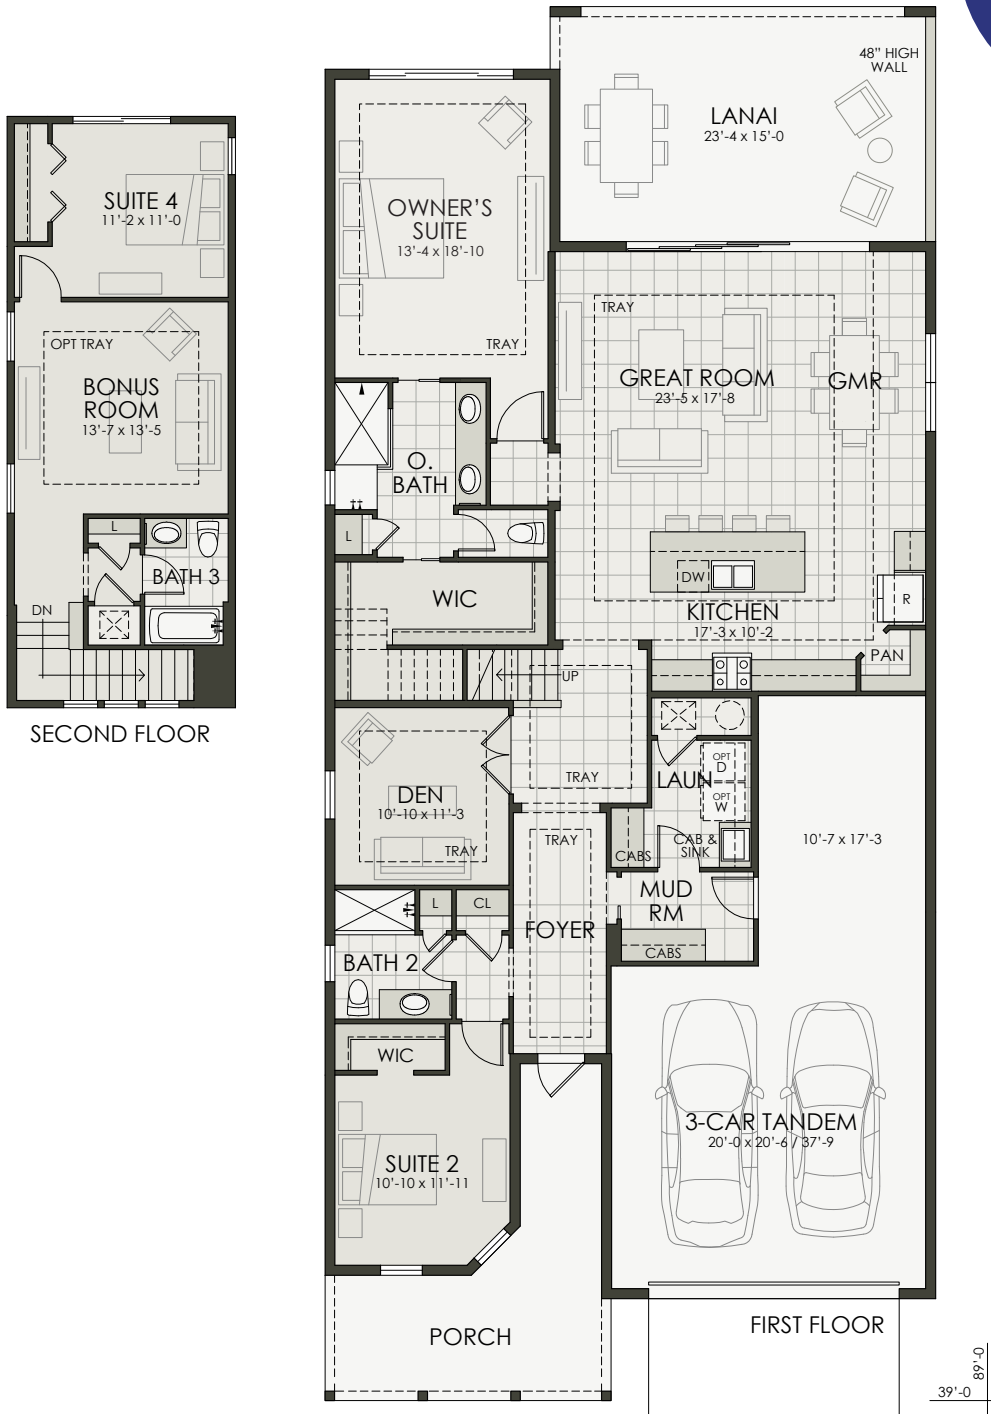 SUITE 4
11'-2 x 11'-0
OPT TRAY
BONUS
ROOM
13'-7 x 13'-5
L
BATH 3
DN
SECOND FLOOR
48” HIGH
WALL
LANAI
23'-4 x 15'-0
OWNER’S
SUITE
13'-4 x 18'-10
TRAY
TRAY
GREAT ROOM
23'-5 x 17'-8
GMR
O.
BATH
L
WIC
DW
R
KITCHEN
17'-3 x 10'-2
PAN
UP
TRAY
DEN
10'-10 x 11'-3
TRAY
LAUN
OPT
D
OPT
W
CAB &
SINK
CABS
10'-7 x 17'-3
TRAY
FOYER
MUD
RM
CABS
L
CL
BATH 2
WIC
SUITE 2
10'-10 x 11'-11
3-CAR TANDEM
20'-0 x 20'-6 / 37'-9
PORCH
FIRST FLOOR
89'-0
39'-0